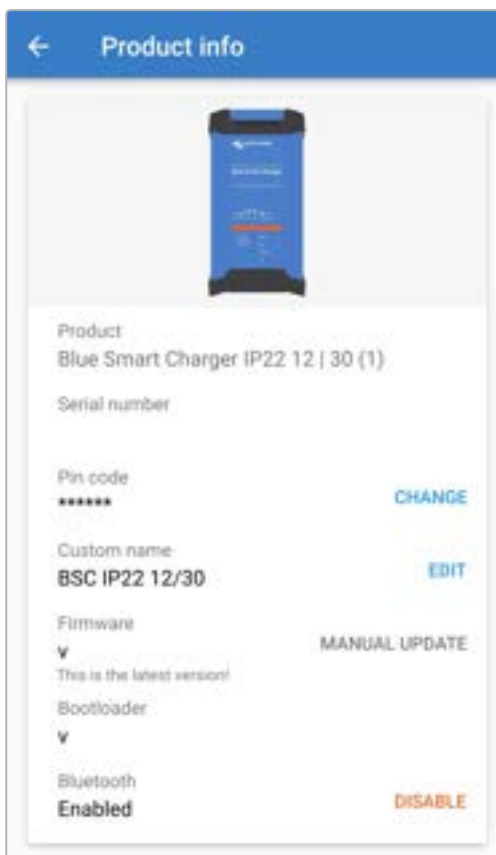 Product info
Product
Blue Smart Charger IP22 12 | 30 (1)
Serial number
Pin code
******
CHANGE
Custom name
BSC IP22 12/30
EDIT
Firmware
v
MANUAL UPDATE
This is the latest version!
Bootloader
v
Bluetooth
Enabled
DISABLE